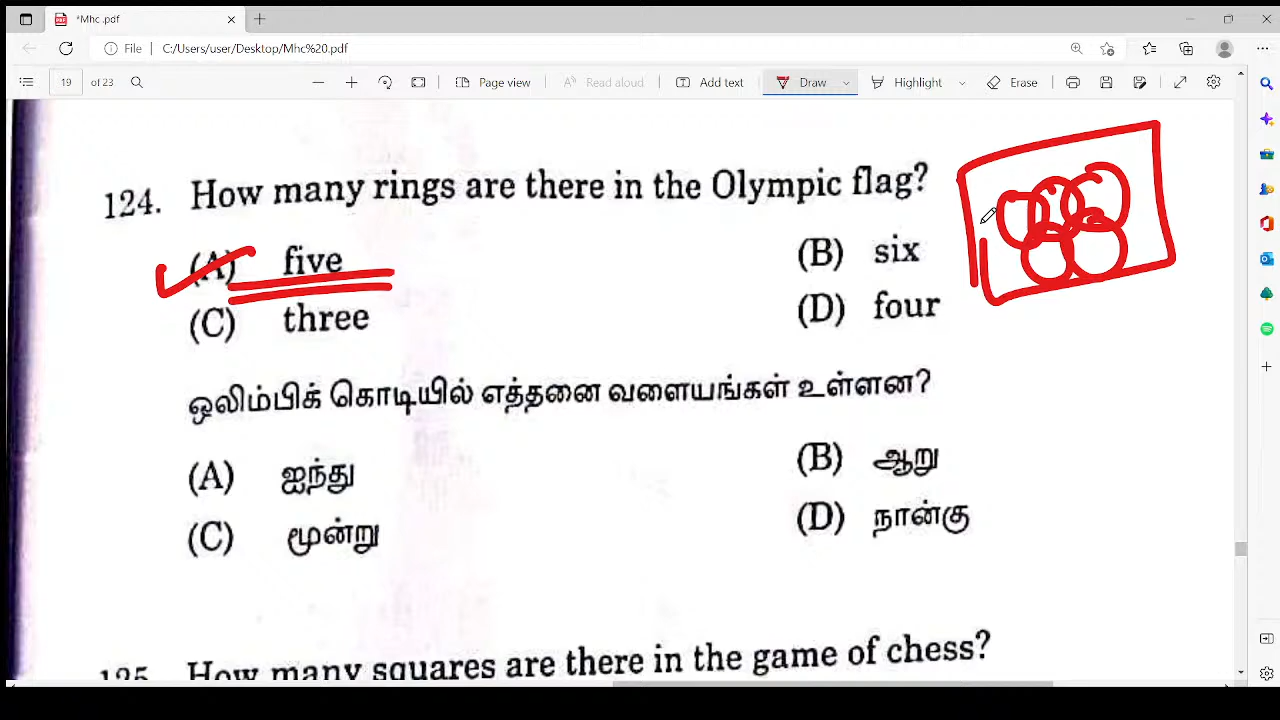 *Mhc .pdf
File | C:/Users/user/Desktop/Mhc%20.pdf
19 of 23 Page view Read aloud Add text Draw Highlight Erase
124. How many rings are there in the Olympic flag?
(A) five (B) six
(C) three (D) four
ஒலிம்பிக் கொடியில் எத்தனை வளையங்கள் உள்ளன?
(A) ஐந்து (B) ஆறு
(C) மூன்று (D) நான்கு
125. How many squares are there in the game of chess?